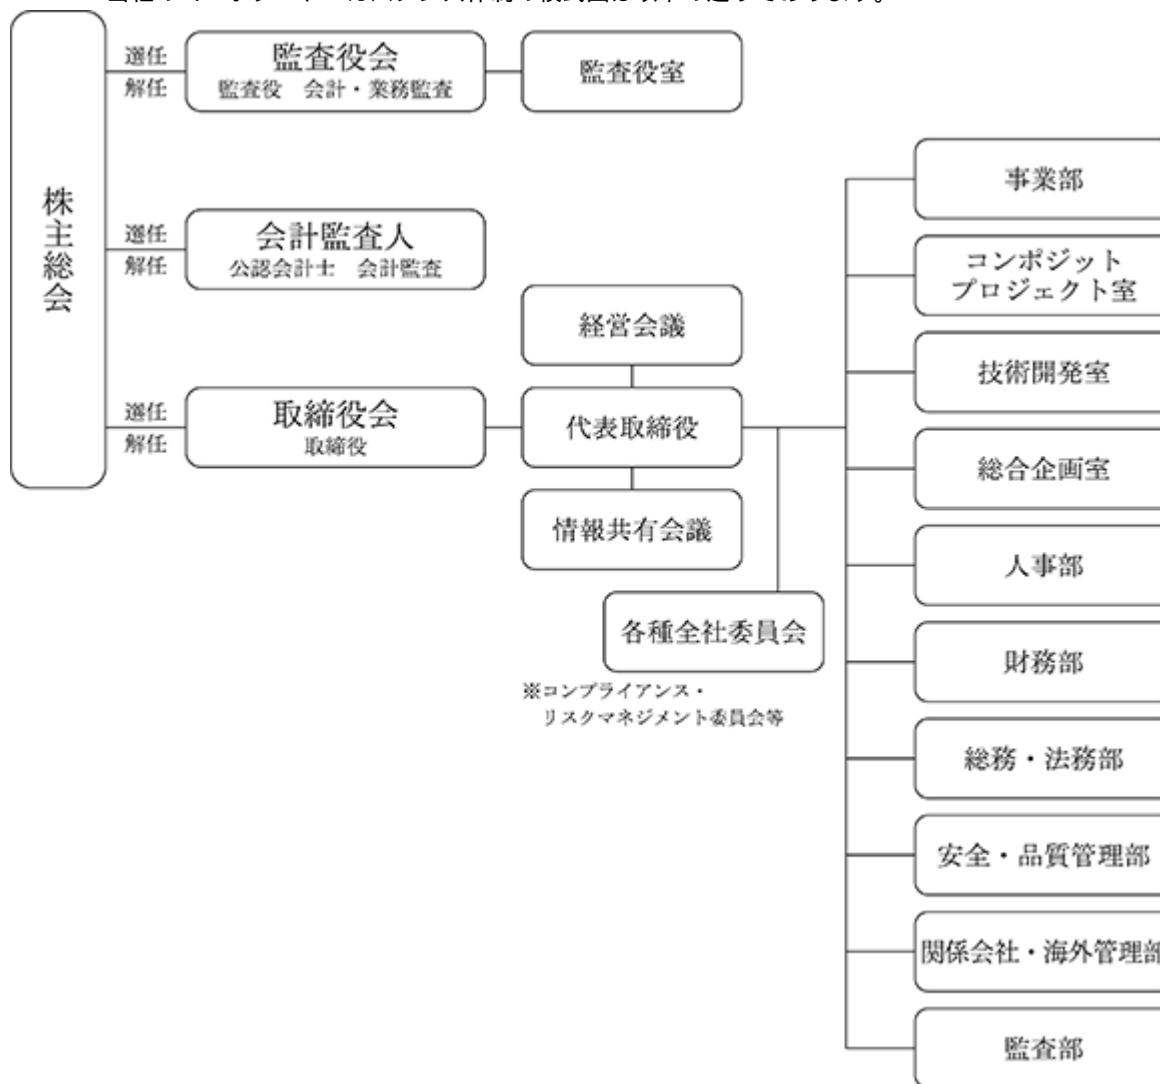 株主総会
選任
解任
監査役会
監査役 会計・業務監査
監査役室
選任
解任
会計監査人
公認会計士 会計監査
選任
解任
取締役会
取締役
経営会議
代表取締役
情報共有会議
各種全社委員会
※コンプライアンス・
リスクマネジメント委員会等
事業部
コンポジット
プロジェクト室
技術開発室
総合企画室
人事部
財務部
総務・法務部
安全・品質管理部
関係会社・海外管理部
監査部